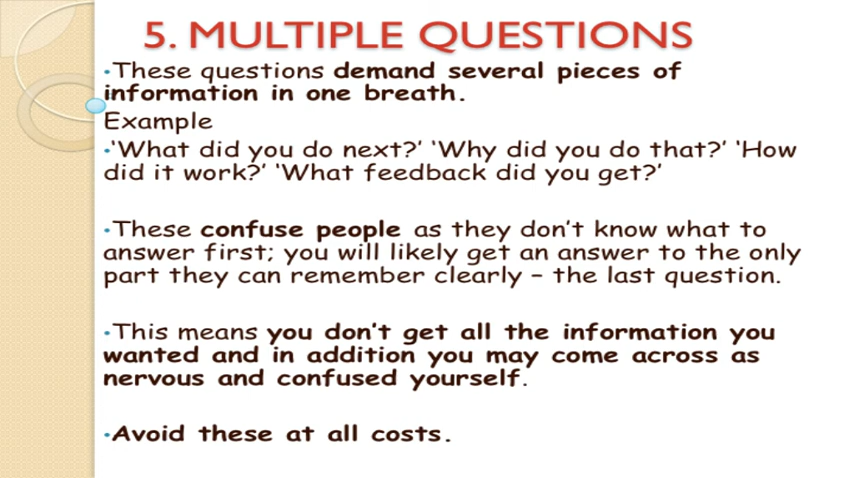 5. MULTIPLE QUESTIONS
•These questions demand several pieces of
information in one breath.
Example
•‘What did you do next?’ ‘Why did you do that?’ ‘How
did it work?’ ‘What feedback did you get?’
•These confuse people as they don’t know what to
answer first; you will likely get an answer to the only
part they can remember clearly – the last question.
•This means you don’t get all the information you
wanted and in addition you may come across as
nervous and confused yourself.
•Avoid these at all costs.